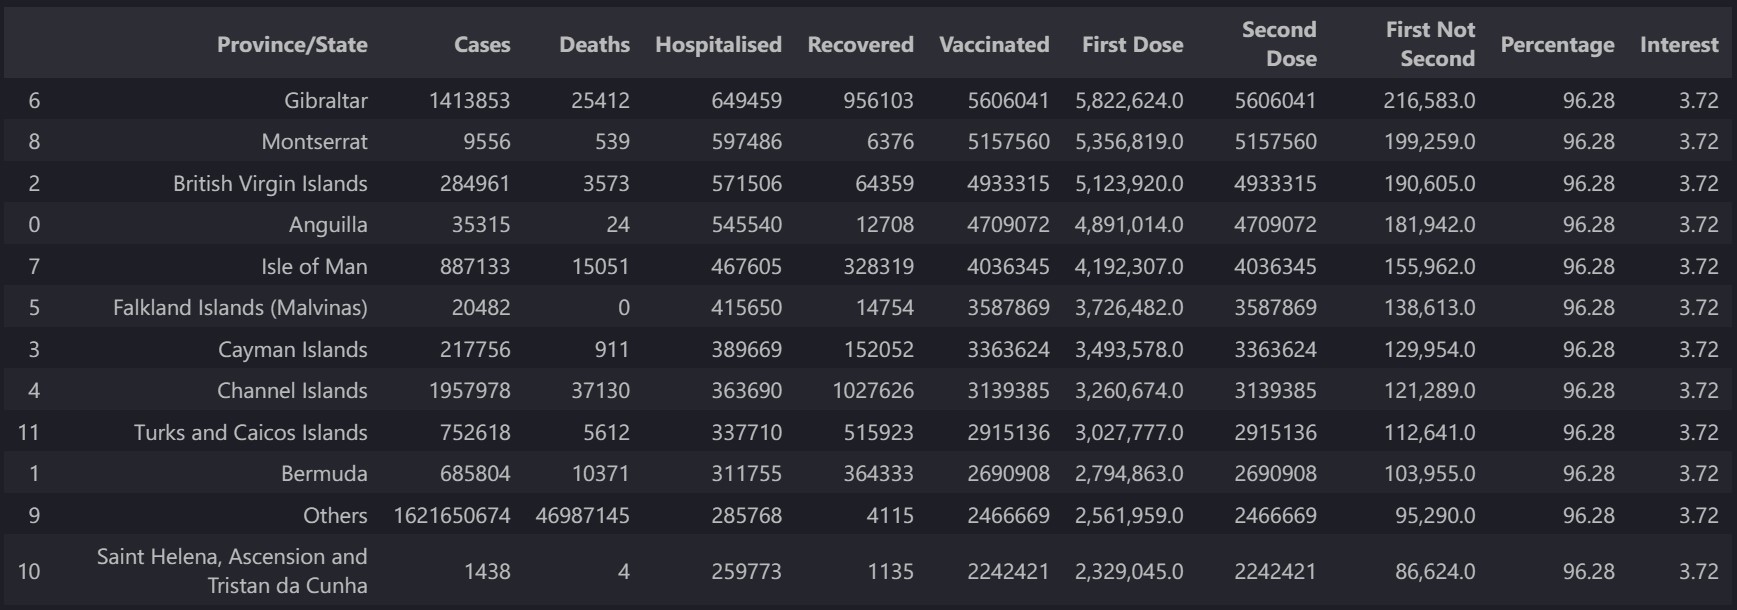 Province/State Cases Deaths Hospitalised Recovered Vaccinated First Dose Second Dose First Not Second Percentage Interest
6 Gibraltar 1413853 25412 649459 956103 5606041 5,822,624.0 5606041 216,583.0 96.28 3.72
8 Montserrat 9556 539 597486 6376 5157560 5,356,819.0 5157560 199,259.0 96.28 3.72
2 British Virgin Islands 284961 3573 571506 64359 4933315 5,123,920.0 4933315 190,605.0 96.28 3.72
0 Anguilla 35315 24 545540 12708 4709072 4,891,014.0 4709072 181,942.0 96.28 3.72
7 Isle of Man 887133 15051 467605 328319 4036345 4,192,307.0 4036345 155,962.0 96.28 3.72
5 Falkland Islands (Malvinas) 20482 0 415650 14754 3587869 3,726,482.0 3587869 138,613.0 96.28 3.72
3 Cayman Islands 217756 911 389669 152052 3363624 3,493,578.0 3363624 129,954.0 96.28 3.72
4 Channel Islands 1957978 37130 363690 1027626 3139385 3,260,674.0 3139385 121,289.0 96.28 3.72
11 Turks and Caicos Islands 752618 5612 337710 515923 2915136 3,027,777.0 2915136 112,641.0 96.28 3.72
1 Bermuda 685804 10371 311755 364333 2690908 2,794,863.0 2690908 103,955.0 96.28 3.72
9 Others 1621650674 46987145 285768 4115 2466669 2,561,959.0 2466669 95,290.0 96.28 3.72
10 Saint Helena, Ascension and Tristan da Cunha 1438 4 259773 1135 2242421 2,329,045.0 2242421 86,624.0 96.28 3.72